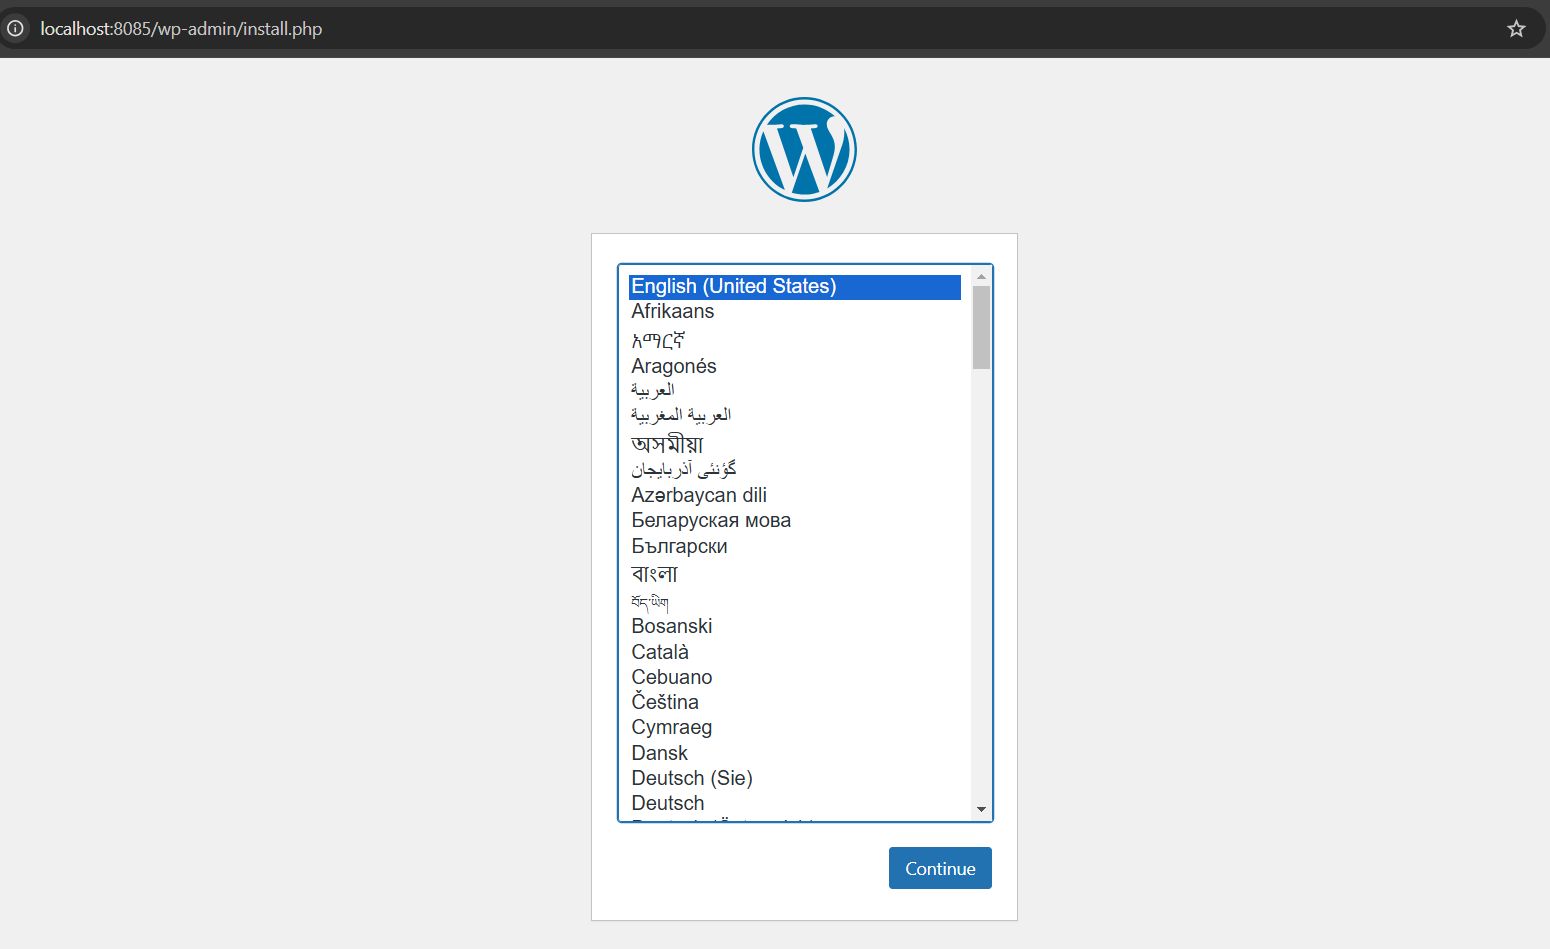 localhost:8085/wp-admin/install.php
English (United States)
Afrikaans
አማርኛ
Aragonés
العربية
العربية المغربية
অসমীয়া
گؤنئی آذربایجان
Azərbaycan dili
Беларуская мова
Български
বাংলা
བོད་ཡིག
Bosanski
Català
Cebuano
Čeština
Cymraeg
Dansk
Deutsch (Sie)
Deutsch
Continue